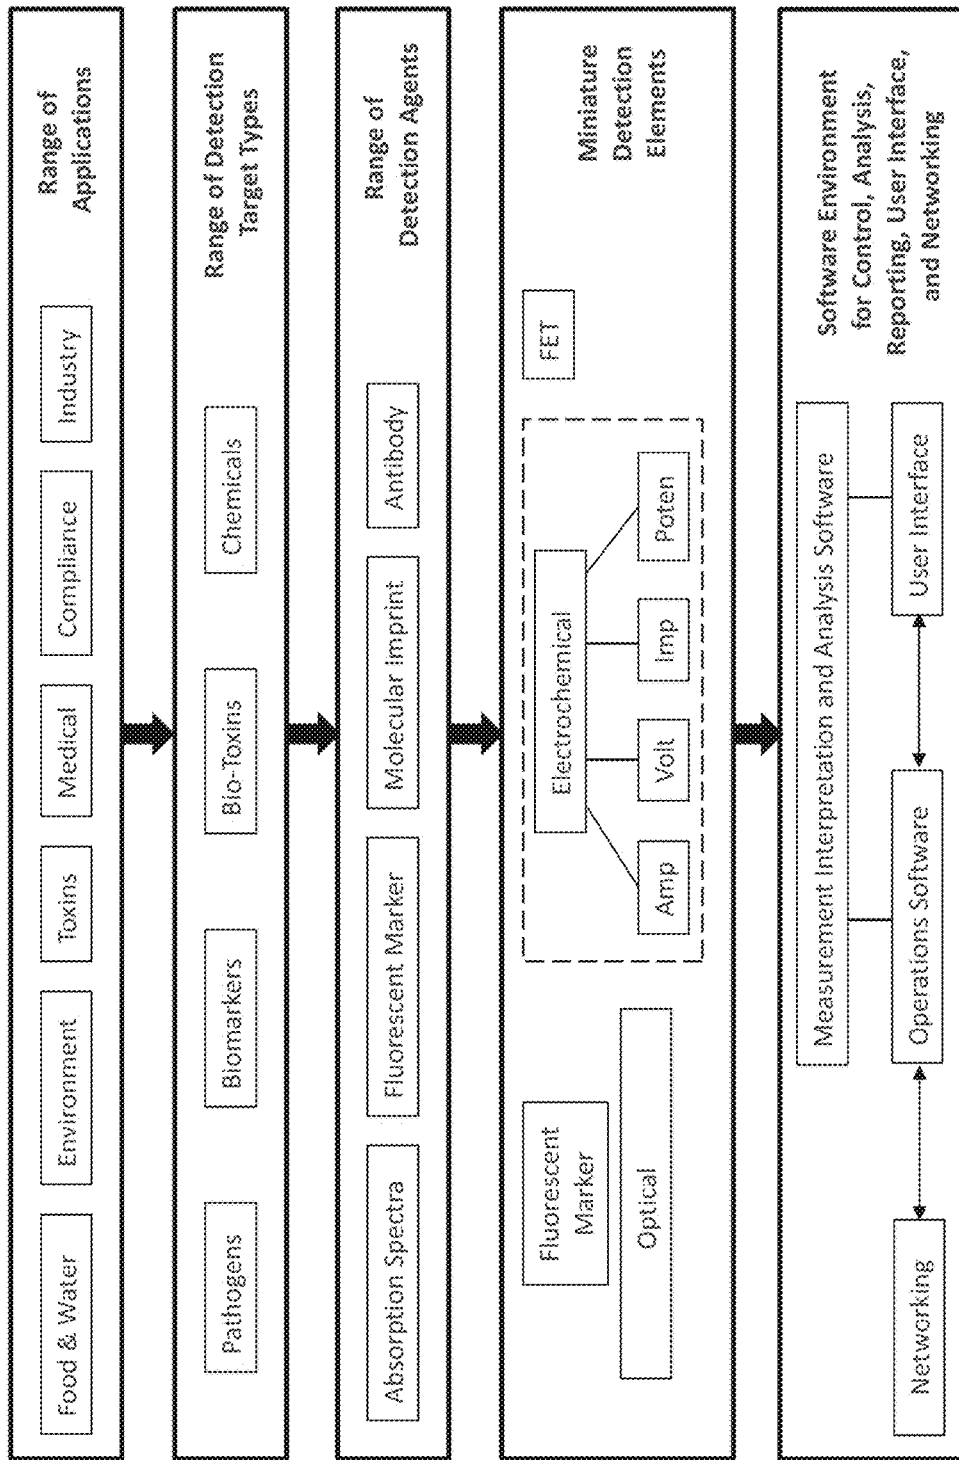 Food & Water
Environment
Toxins
Medical
Compliance
Industry
Range of
Applications
Pathogens
Biomarkers
Bio-Toxins
Chemicals
Range of Detection
Target Types
Absorption Spectra
Fluorescent Marker
Molecular Imprint
Antibody
Range of
Detection Agents
Fluorescent
Marker
Optical
Electrochemical
Amp
Volt
Imp
Poten
FET
Miniature
Detection
Elements
Measurement Interpretation and Analysis Software
Networking
Operations Software
User Interface
Software Environment
for Control, Analysis,
Reporting, User Interface,
and Networking